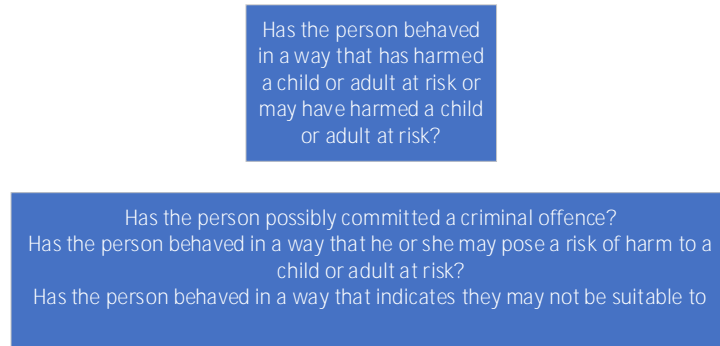 Has the person behaved
in a way that has harmed
a child or adult at risk or
may have harmed a child
or adult at risk?
Has the person possibly committed a criminal offence?
Has the person behaved in a way that he or she may pose a risk of harm to a
child or adult at risk?
Has the person behaved in a way that indicates they may not be suitable to